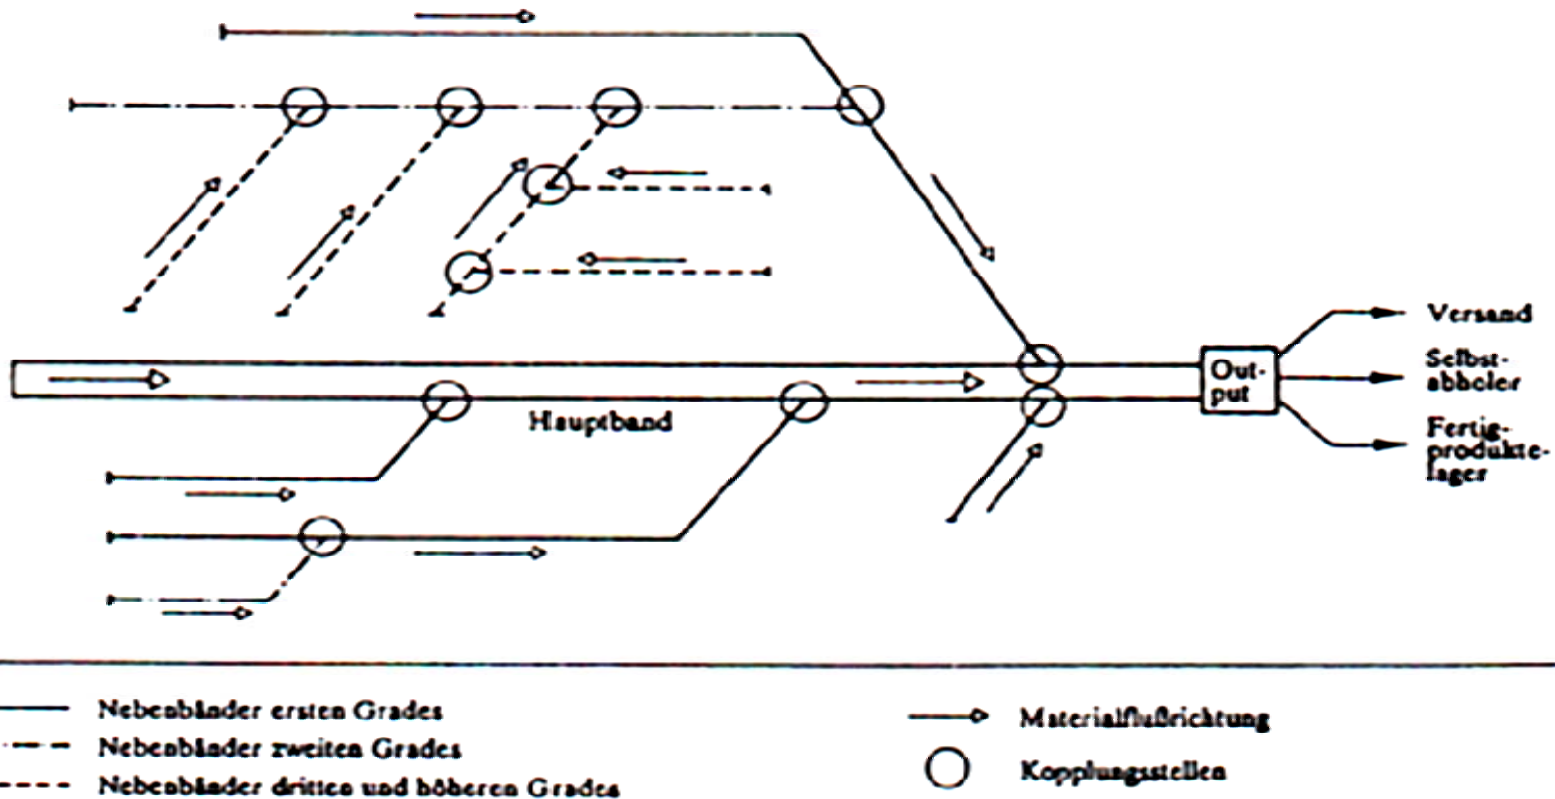 Versand
Selbst-
abholer
Out-
put
Hauptband
Fertig-
produkte-
lager
Nebenbänder ersten Grades
Nebenbänder zweiten Grades
Nebenbänder dritten und höheren Grades
Materialflußrichtung
Kopplungsstellen